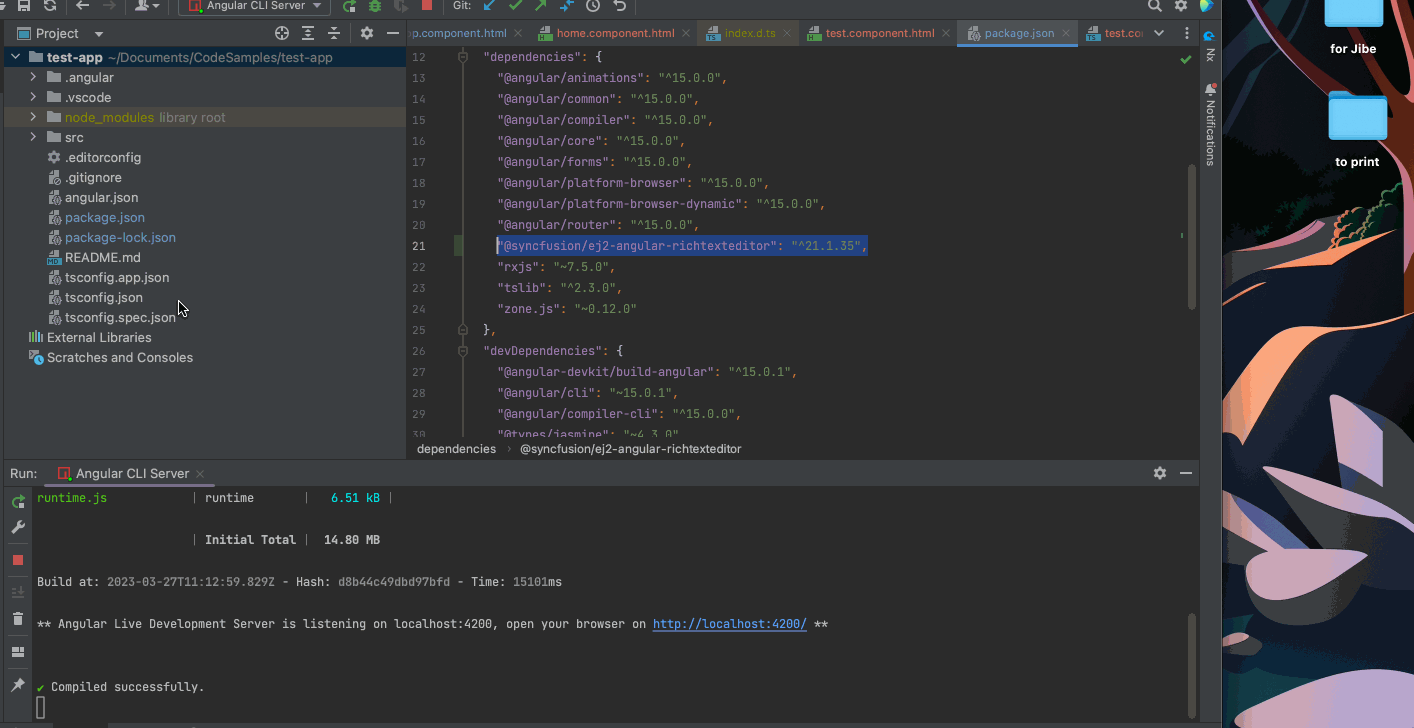 Angular CLI Server
Git:
Project
p.component.html
home.component.html
index.d.ts
test.component.html
package.json
test.co
test-app ~/Documents/CodeSamples/test-app
.angular
.vscode
node_modules library root
src
.editorconfig
.gitignore
angular.json
package.json
package-lock.json
README.md
tsconfig.app.json
tsconfig.json
tsconfig.spec.json
External Libraries
Scratches and Consoles
12 "dependencies": {
13 "@angular/animations": "^15.0.0",
14 "@angular/common": "^15.0.0",
15 "@angular/compiler": "^15.0.0",
16 "@angular/core": "^15.0.0",
17 "@angular/forms": "^15.0.0",
18 "@angular/platform-browser": "^15.0.0",
19 "@angular/platform-browser-dynamic": "^15.0.0",
20 "@angular/router": "^15.0.0",
21 "@syncfusion/ej2-angular-richtexteditor": "^21.1.35",
22 "rxjs": "~7.5.0",
23 "tslib": "^2.3.0",
24 "zone.js": "~0.12.0"
25 },
26 "devDependencies": {
27 "@angular-devkit/build-angular": "^15.0.1",
28 "@angular/cli": "~15.0.1",
29 "@angular/compiler-cli": "^15.0.0",
30 "@types/jasmine": "~4.3.0"
dependencies › @syncfusion/ej2-angular-richtexteditor
Nx
Notifications
for Jibe
to print
Run: Angular CLI Server
runtime.js | runtime | 6.51 kB |
| Initial Total | 14.80 MB
Build at: 2023-03-27T11:12:59.829Z - Hash: d8b44c49dbd97bfd - Time: 15101ms
** Angular Live Development Server is listening on localhost:4200, open your browser on http://localhost:4200/ **
✔ Compiled successfully.